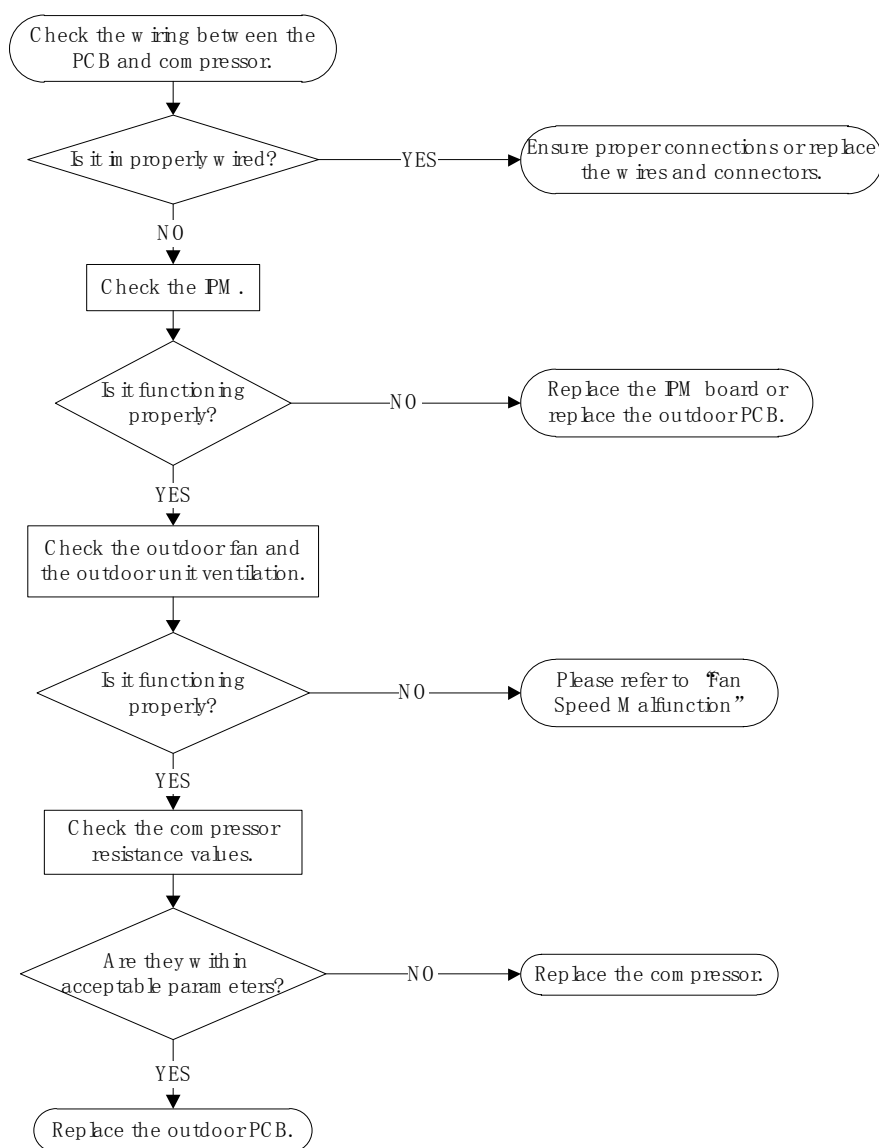 Check the wiring between the
PCB and compressor.
Is it improperly wired?
YES
Ensure proper connections or replace
the wires and connectors.
NO
Check the IPM.
Is it functioning
properly?
NO
Replace the IPM board or
replace the outdoor PCB.
YES
Check the outdoor fan and
the outdoor unit ventilation.
Is it functioning
properly?
NO
Please refer to “Fan
Speed Malfunction”
YES
Check the compressor
resistance values.
Are they within
acceptable parameters?
NO
Replace the compressor.
YES
Replace the outdoor PCB.